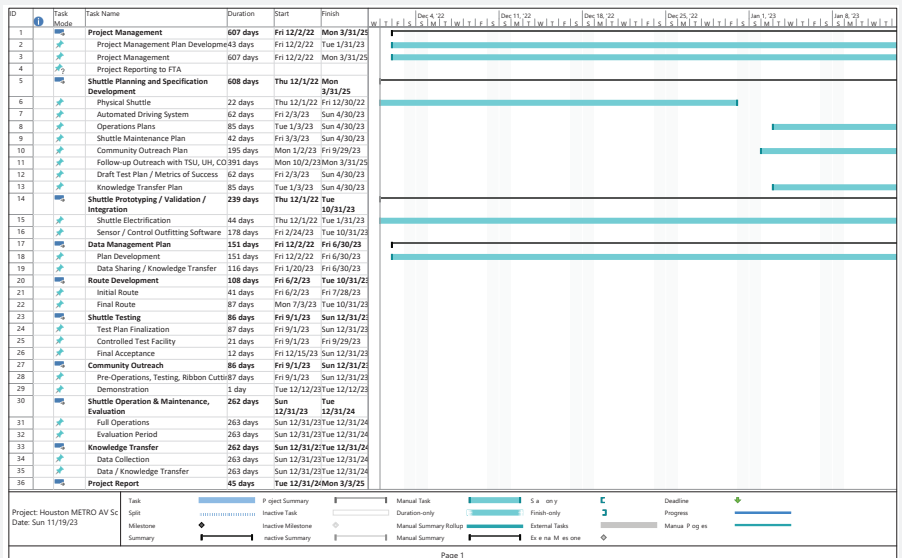 ID Task Mode Task Name Duration Start Finish Dec 4, '22 Dec 11, '22 Dec 18, '22 Dec 25, '22 Jan 1, '23 Jan 8, '23
W T F S S M T W T F S S M T W T F S S M T W T F S S M T W T F S S M T W T F S S M T W T
1 Project Management 607 days Fri 12/2/22 Mon 3/31/25
2 Project Management Plan Developme 43 days Fri 12/2/22 Tue 1/31/23
3 Project Management 607 days Fri 12/2/22 Mon 3/31/25
4 Project Reporting to FTA
5 Shuttle Planning and Specification Development 608 days Thu 12/1/22 Mon 3/31/25
6 Physical Shuttle 22 days Thu 12/1/22 Fri 12/30/22
7 Automated Driving System 62 days Fri 2/3/23 Sun 4/30/23
8 Operations Plans 85 days Tue 1/3/23 Sun 4/30/23
9 Shuttle Maintenance Plan 42 days Fri 3/3/23 Sun 4/30/23
10 Community Outreach Plan 195 days Mon 1/2/23 Fri 9/29/23
11 Follow-up Outreach with TSU, UH, CO 391 days Mon 10/2/23 Mon 3/31/25
12 Draft Test Plan / Metrics of Success 62 days Fri 2/3/23 Sun 4/30/23
13 Knowledge Transfer Plan 85 days Tue 1/3/23 Sun 4/30/23
14 Shuttle Prototyping / Validation / Integration 239 days Thu 12/1/22 Tue 10/31/23
15 Shuttle Electrification 44 days Thu 12/1/22 Tue 1/31/23
16 Sensor / Control Outfitting Software 178 days Fri 2/24/23 Tue 10/31/23
17 Data Management Plan 151 days Fri 12/2/22 Fri 6/30/23
18 Plan Development 151 days Fri 12/2/22 Fri 6/30/23
19 Data Sharing / Knowledge Transfer 116 days Fri 1/20/23 Fri 6/30/23
20 Route Development 108 days Fri 6/2/23 Tue 10/31/23
21 Initial Route 41 days Fri 6/2/23 Fri 7/28/23
22 Final Route 87 days Mon 7/3/23 Tue 10/31/23
23 Shuttle Testing 86 days Fri 9/1/23 Sun 12/31/23
24 Test Plan Finalization 87 days Fri 9/1/23 Sun 12/31/23
25 Controlled Test Facility 21 days Fri 9/1/23 Fri 9/29/23
26 Final Acceptance 12 days Fri 12/15/23 Sun 12/31/23
27 Community Outreach 86 days Fri 9/1/23 Sun 12/31/23
28 Pre-Operations, Testing, Ribbon Cutti 87 days Fri 9/1/23 Sun 12/31/23
29 Demonstration 1 day Tue 12/12/23 Tue 12/12/23
30 Shuttle Operation & Maintenance, Evaluation 262 days Sun 12/31/23 Tue 12/31/24
31 Full Operations 263 days Sun 12/31/23 Tue 12/31/24
32 Evaluation Period 263 days Sun 12/31/23 Tue 12/31/24
33 Knowledge Transfer 262 days Sun 12/31/23 Tue 12/31/24
34 Data Collection 263 days Sun 12/31/23 Tue 12/31/24
35 Data / Knowledge Transfer 263 days Sun 12/31/23 Tue 12/31/24
36 Project Report 45 days Tue 12/31/24 Mon 3/3/25
Project: Houston METRO AV Sc
Date: Sun 11/19/23
Task P oject Summary Manual Task S a on y Deadline
Split Inactive Task Duration-only Finish-only Progress
Milestone Inactive Milestone Manual Summary Rollup External Tasks Manua P og es
Summary nactive Summary Manual Summary Ex e na M es one
Page 1